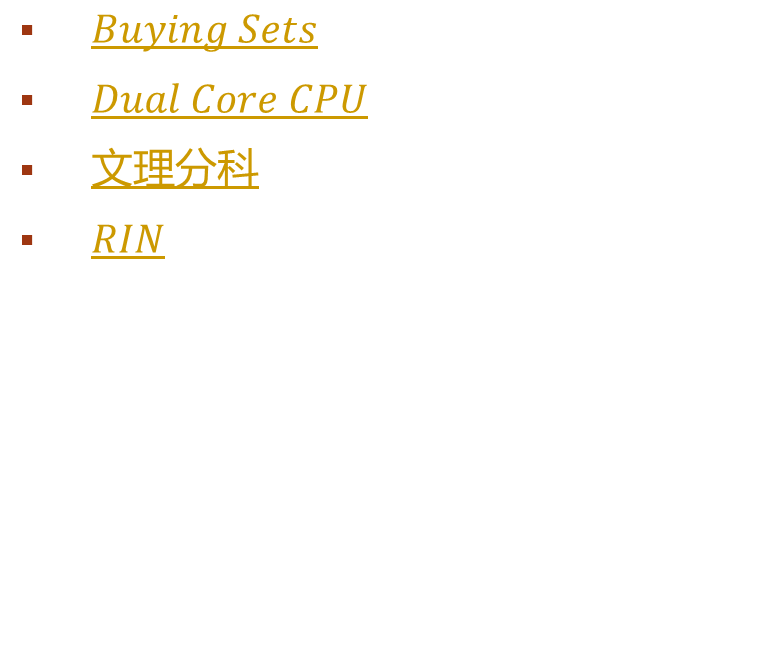 Buying Sets
Dual Core CPU
文理分科
RIN